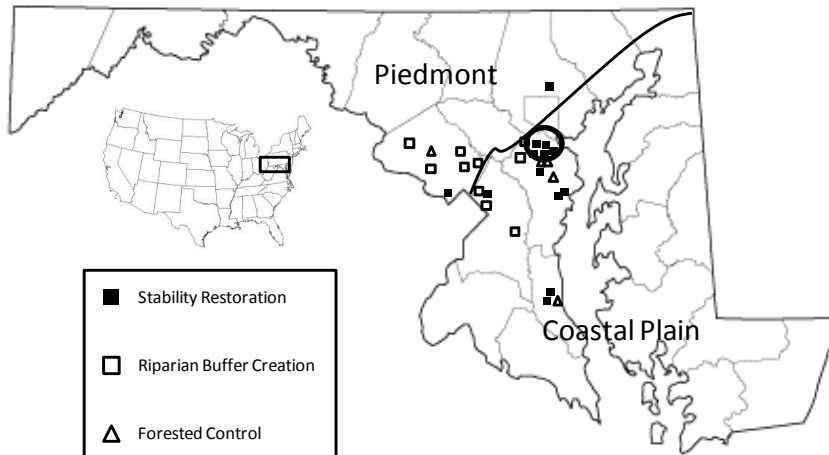 Piedmont
Coastal Plain
Stability Restoration
Riparian Buffer Creation
Forested Control